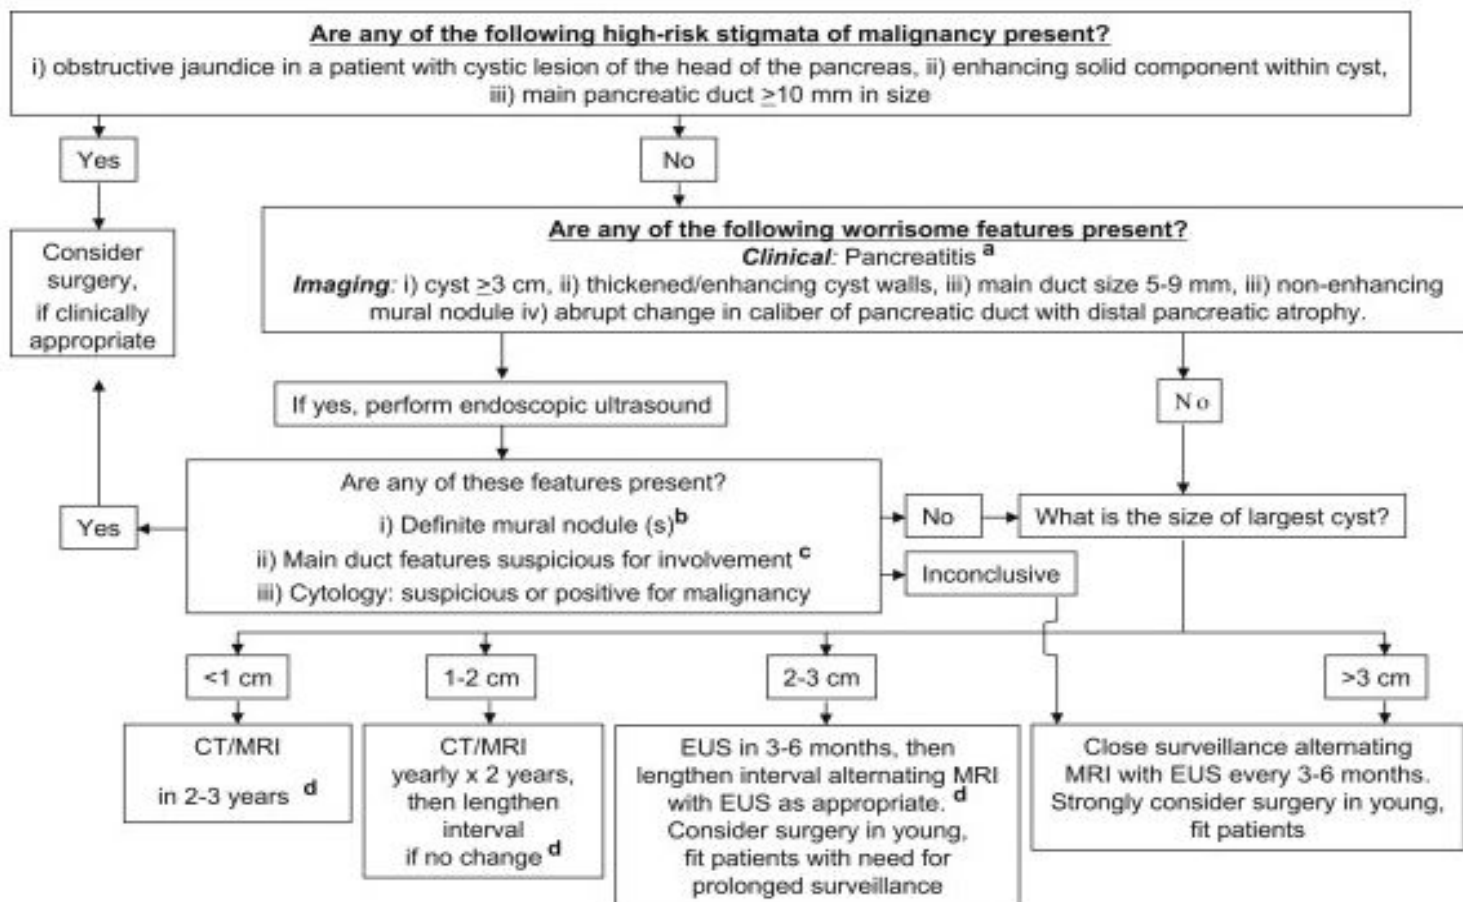 Are any of the following high-risk stigmata of malignancy present?
i) obstructive jaundice in a patient with cystic lesion of the head of the pancreas, ii) enhancing solid component within cyst,
iii) main pancreatic duct ≥10 mm in size
Yes
No
Consider
surgery,
if clinically
appropriate
Are any of the following worrisome features present?
Clinical: Pancreatitis a
Imaging: i) cyst ≥3 cm, ii) thickened/enhancing cyst walls, iii) main duct size 5-9 mm, iii) non-enhancing
mural nodule iv) abrupt change in caliber of pancreatic duct with distal pancreatic atrophy.
If yes, perform endoscopic ultrasound
No
Are any of these features present?
i) Definite mural nodule (s) b
ii) Main duct features suspicious for involvement c
iii) Cytology: suspicious or positive for malignancy
Yes
No
What is the size of largest cyst?
Inconclusive
<1 cm
1-2 cm
2-3 cm
>3 cm
CT/MRI
in 2-3 years d
CT/MRI
yearly x 2 years,
then lengthen
interval
if no change d
EUS in 3-6 months, then
lengthen interval alternating MRI
with EUS as appropriate. d
Consider surgery in young,
fit patients with need for
prolonged surveillance
Close surveillance alternating
MRI with EUS every 3-6 months.
Strongly consider surgery in young,
fit patients